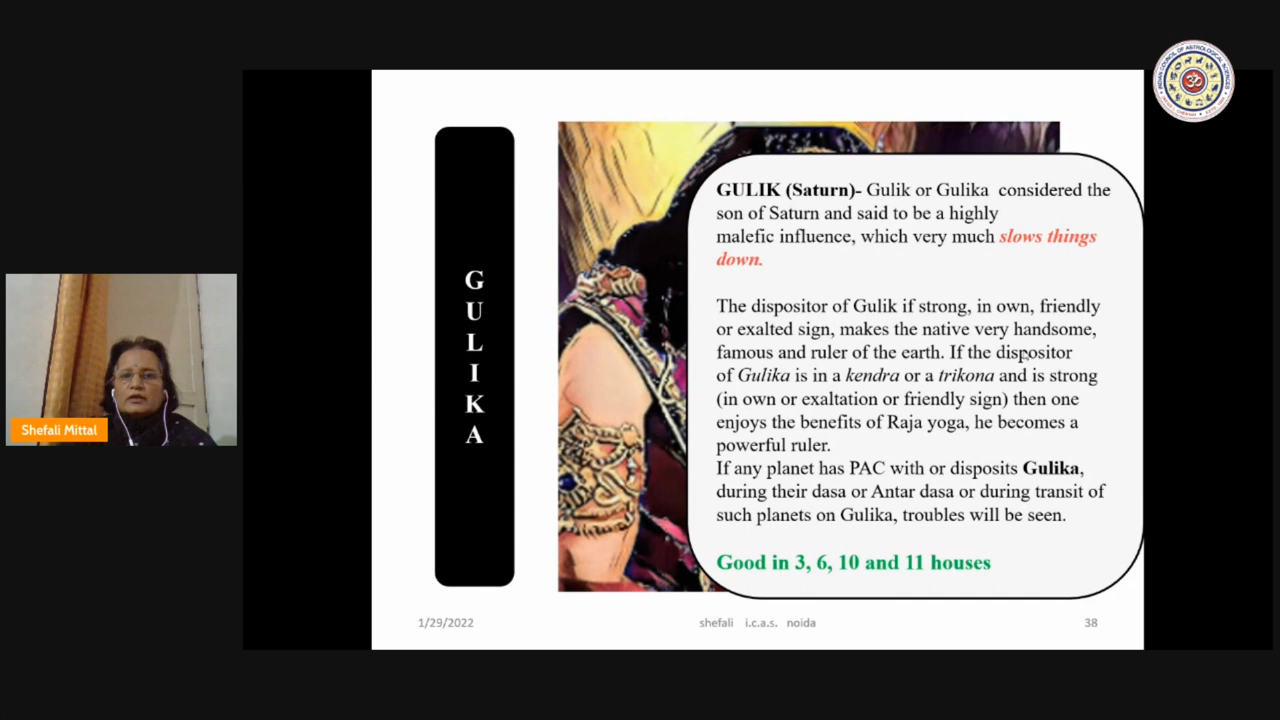 INDIAN COUNCIL OF ASTROLOGICAL SCIENCES
GULIKA
GULIK (Saturn)- Gulik or Gulika considered the
son of Saturn and said to be a highly
malefic influence, which very much slows things
down.
The dispositor of Gulik if strong, in own, friendly
or exalted sign, makes the native very handsome,
famous and ruler of the earth. If the dispositor
of Gulika is in a kendra or a trikona and is strong
(in own or exaltation or friendly sign) then one
enjoys the benefits of Raja yoga, he becomes a
powerful ruler.
If any planet has PAC with or disposits Gulika,
during their dasa or Antar dasa or during transit of
such planets on Gulika, troubles will be seen.
Good in 3, 6, 10 and 11 houses
Shefali Mittal
1/29/2022 shefali i.c.a.s. noida 38